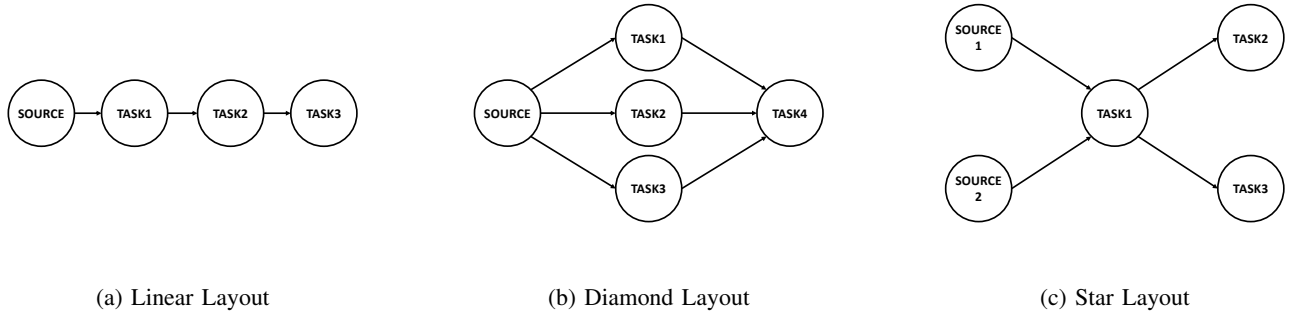 SOURCE
TASK1
TASK2
TASK3
(a) Linear Layout
SOURCE
TASK1
TASK2
TASK3
TASK4
(b) Diamond Layout
SOURCE
1
SOURCE
2
TASK1
TASK2
TASK3
(c) Star Layout